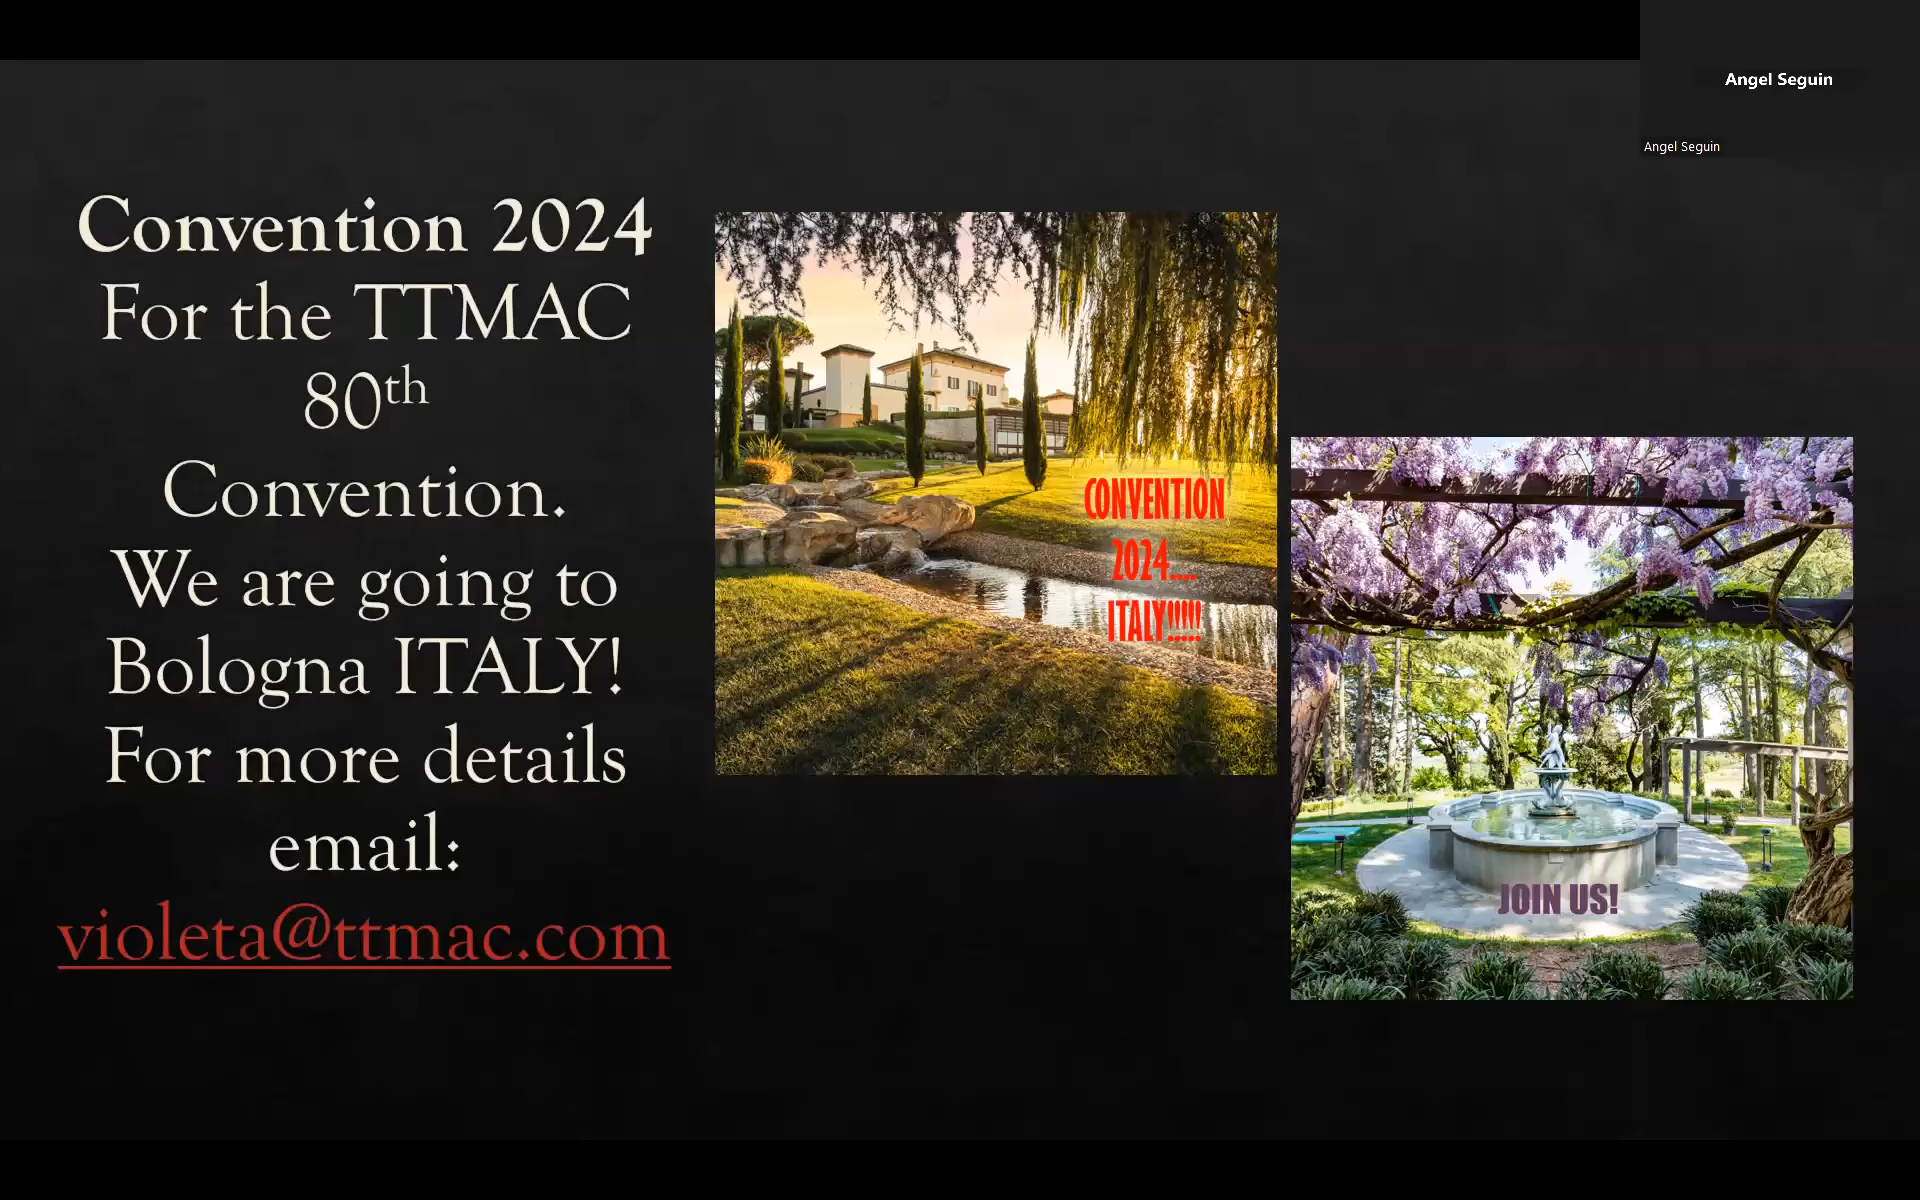 Angel Seguin
Angel Seguin
Convention 2024
For the TTMAC
80th
Convention.
We are going to
Bologna ITALY!
For more details
email:
violeta@ttmac.com
CONVENTION
2024....
ITALY!!!!!
JOIN US!